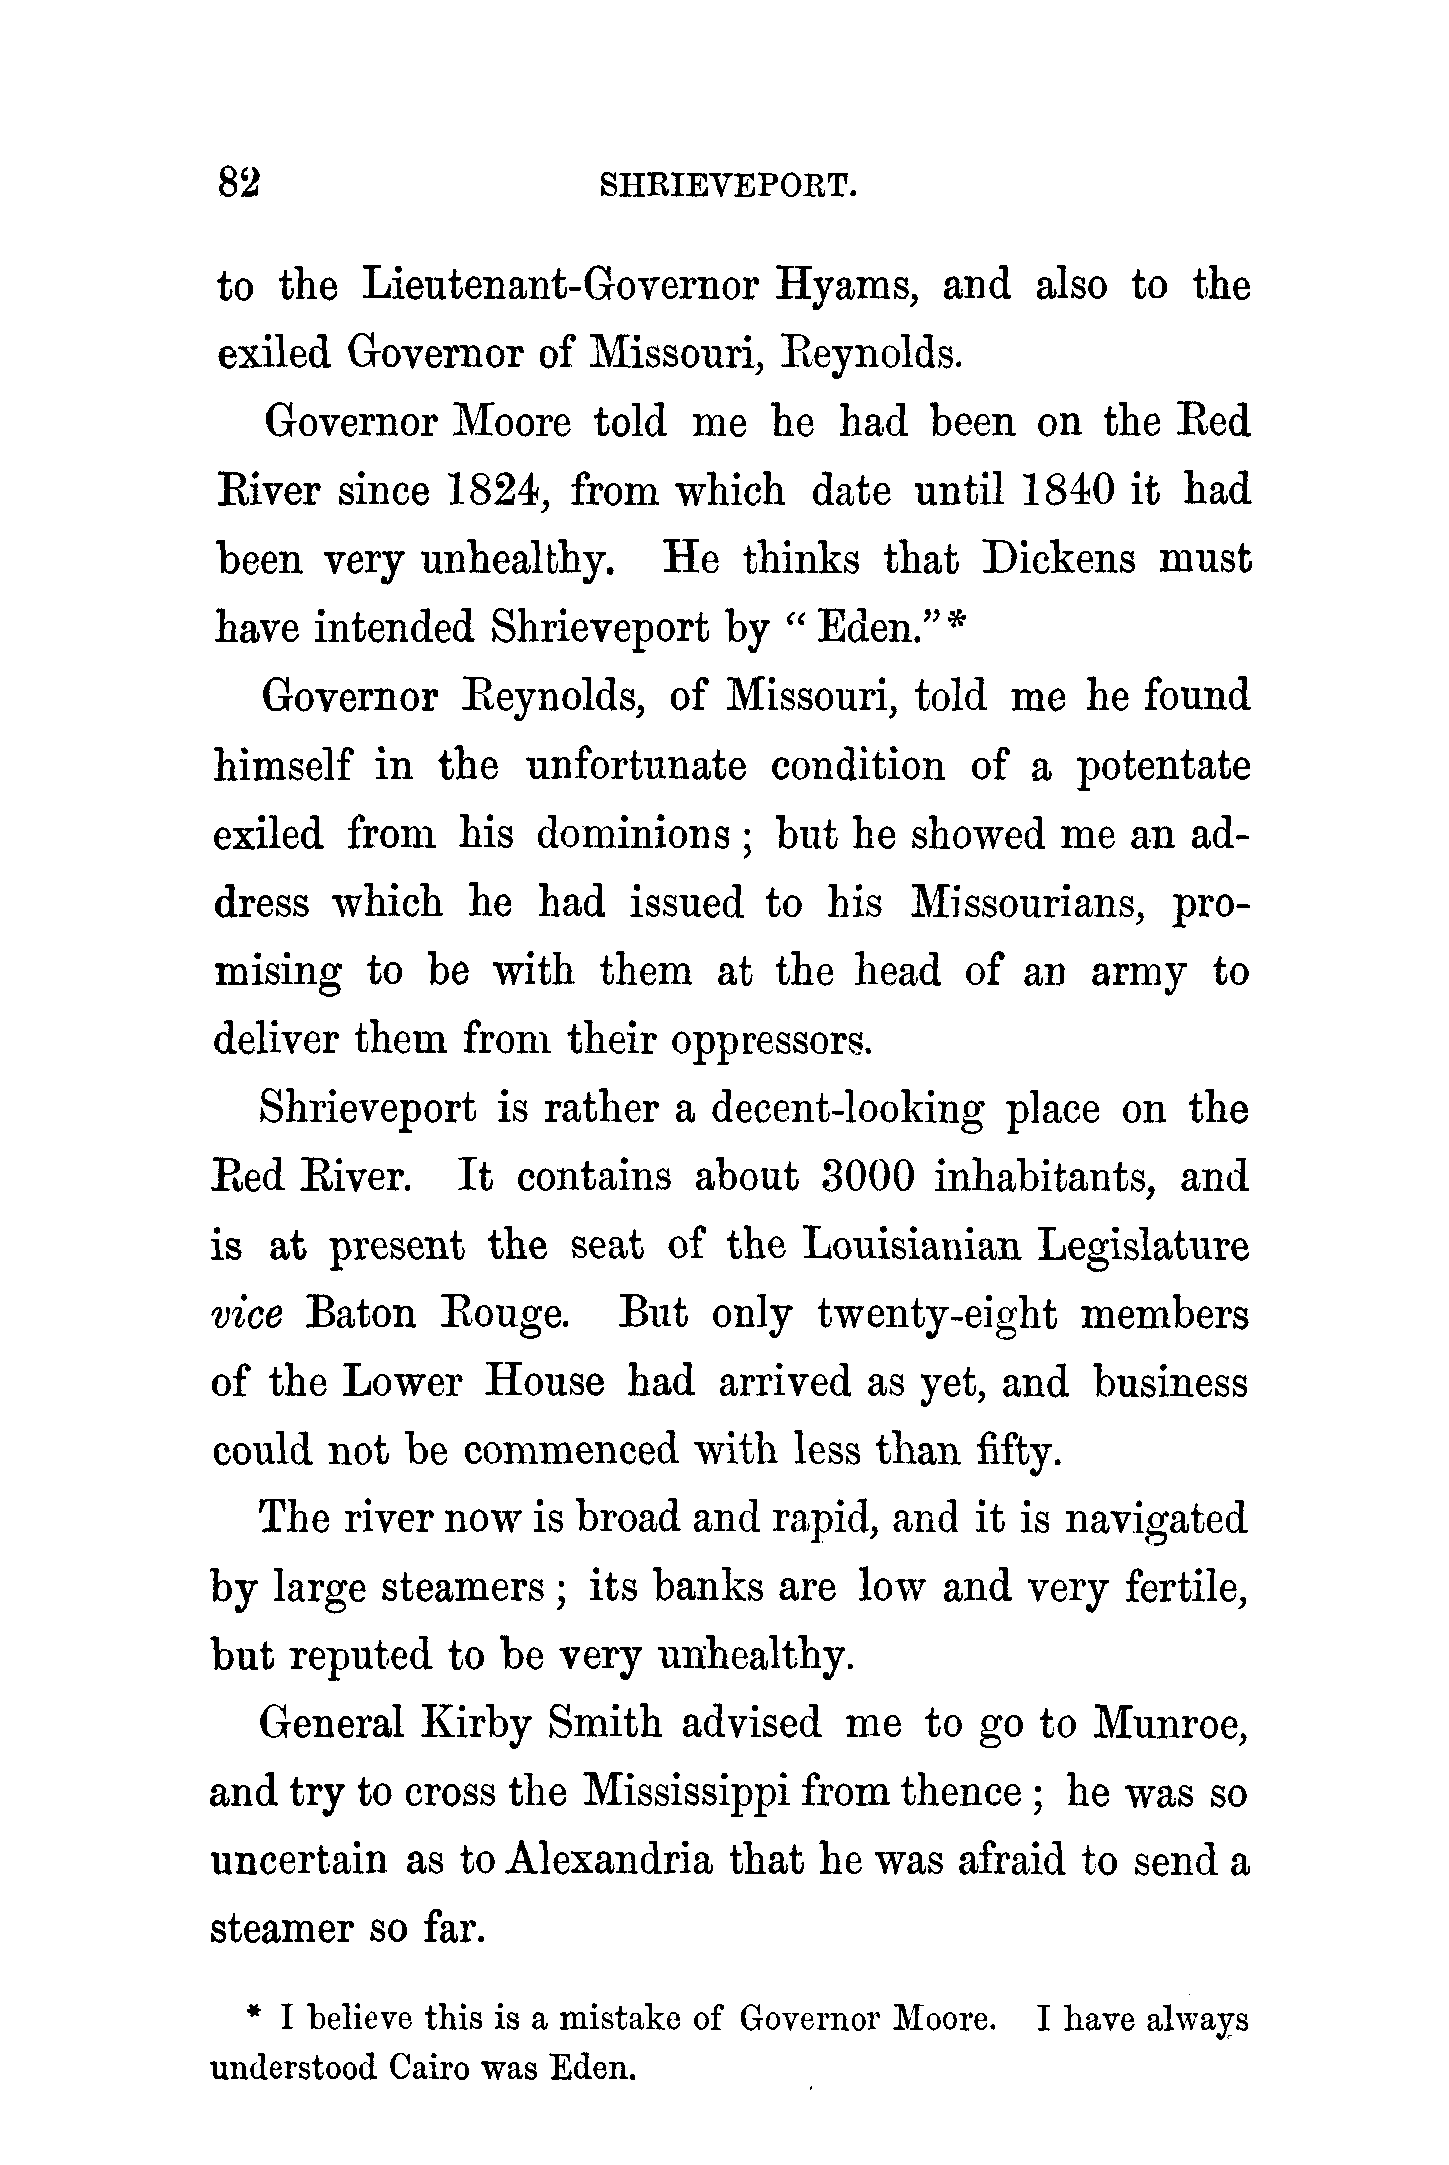 82 SHRIEVEPORT.
to the Lieutenant-Governor Hyams, and also to the
exiled Governor of Missouri, Reynolds.
Governor Moore told me he had been on the Red
River since 1824, from which date until 1840 it had
been very unhealthy. He thinks that Dickens must
have intended Shrieveport by “ Eden.”*
Governor Reynolds, of Missouri, told me he found
himself in the unfortunate condition of a potentate
exiled from his dominions ; but he showed me an ad-
dress which he had issued to his Missourians, pro-
mising to be with them at the head of an army to
deliver them from their oppressors.
Shrieveport is rather a decent-looking place on the
Red River. It contains about 3000 inhabitants, and
is at present the seat of the Louisianian Legislature
vice Baton Rouge. But only twenty-eight members
of the Lower House had arrived as yet, and business
could not be commenced with less than fifty.
The river now is broad and rapid, and it is navigated
by large steamers ; its banks are low and very fertile,
but reputed to be very unhealthy.
General Kirby Smith advised me to go to Munroe,
and try to cross the Mississippi from thence ; he was so
uncertain as to Alexandria that he was afraid to send a
steamer so far.
* I believe this is a mistake of Governor Moore. I have always
understood Cairo was Eden.